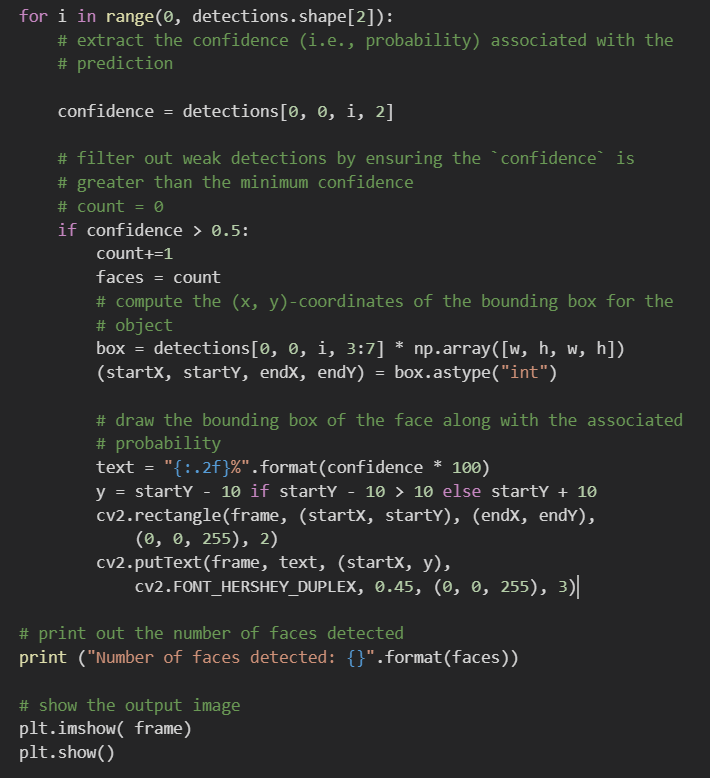 for i in range(0, detections.shape[2]):
    # extract the confidence (i.e., probability) associated with the
    # prediction

    confidence = detections[0, 0, i, 2]

    # filter out weak detections by ensuring the `confidence` is
    # greater than the minimum confidence
    # count = 0
    if confidence > 0.5:
        count+=1
        faces = count
        # compute the (x, y)-coordinates of the bounding box for the
        # object
        box = detections[0, 0, i, 3:7] * np.array([w, h, w, h])
        (startX, startY, endX, endY) = box.astype("int")

        # draw the bounding box of the face along with the associated
        # probability
        text = "{:.2f}%".format(confidence * 100)
        y = startY - 10 if startY - 10 > 10 else startY + 10
        cv2.rectangle(frame, (startX, startY), (endX, endY),
            (0, 0, 255), 2)
        cv2.putText(frame, text, (startX, y),
            cv2.FONT_HERSHEY_DUPLEX, 0.45, (0, 0, 255), 3)

# print out the number of faces detected
print ("Number of faces detected: {}".format(faces))

# show the output image
plt.imshow( frame)
plt.show()